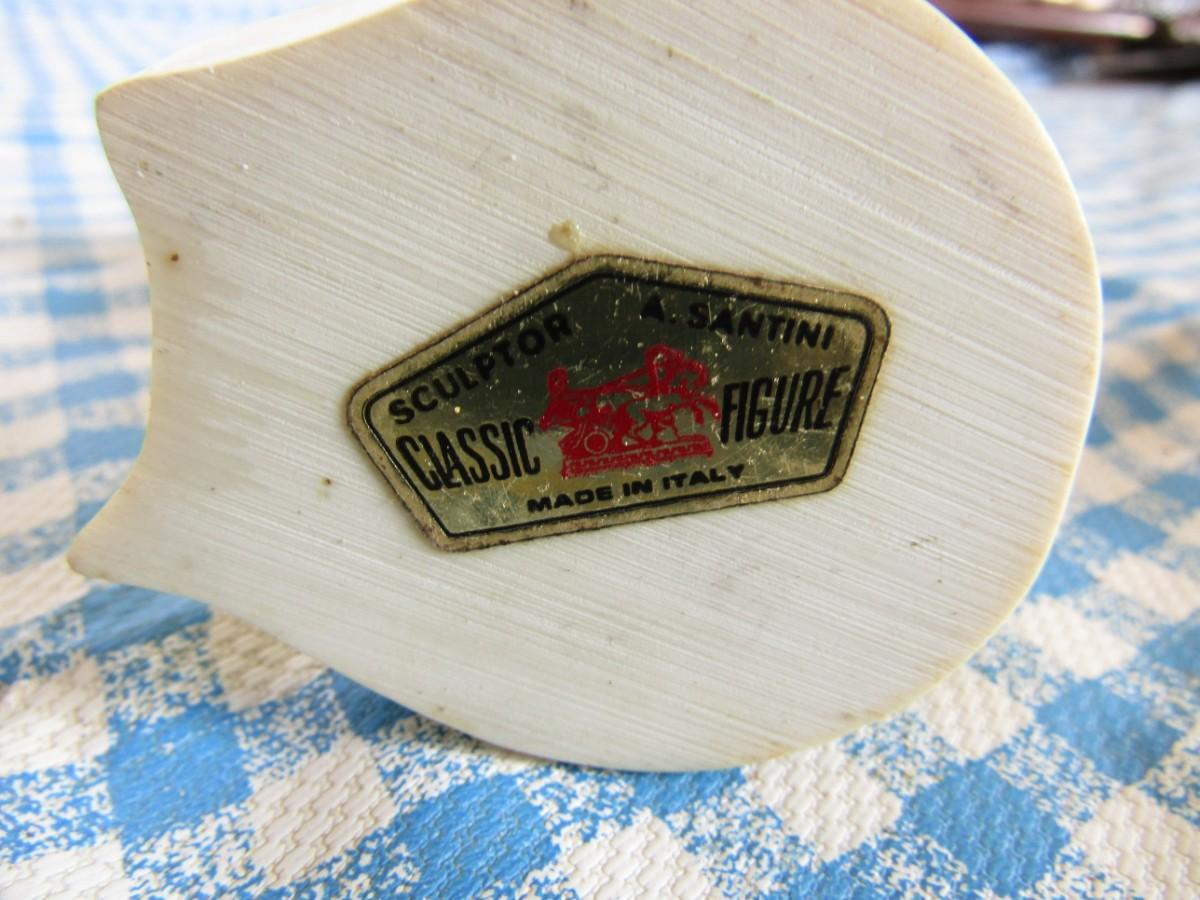 SCULPTOR A. SANTINI
CLASSIC FIGURE
MADE IN ITALY